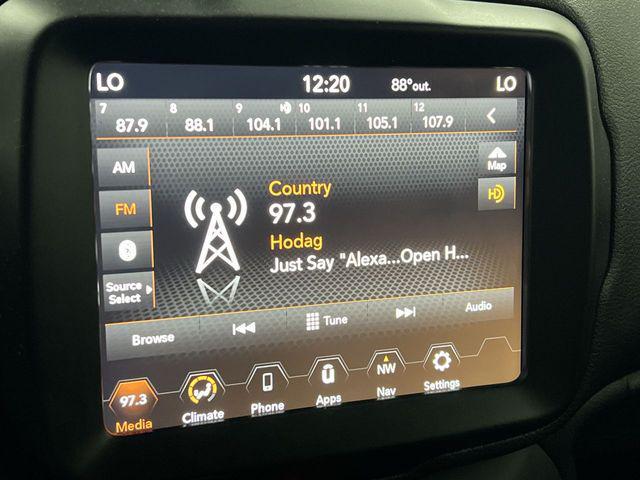 LO 12:20 88°out. LO
7 8 9 10 11 12
87.9 88.1 104.1 101.1 105.1 107.9
AM
Map
FM
HD
Country
97.3
Hodag
Just Say "Alexa...Open H...
Source
Select
Browse Tune Audio
97.3 NW
Media Climate Phone Apps Nav Settings